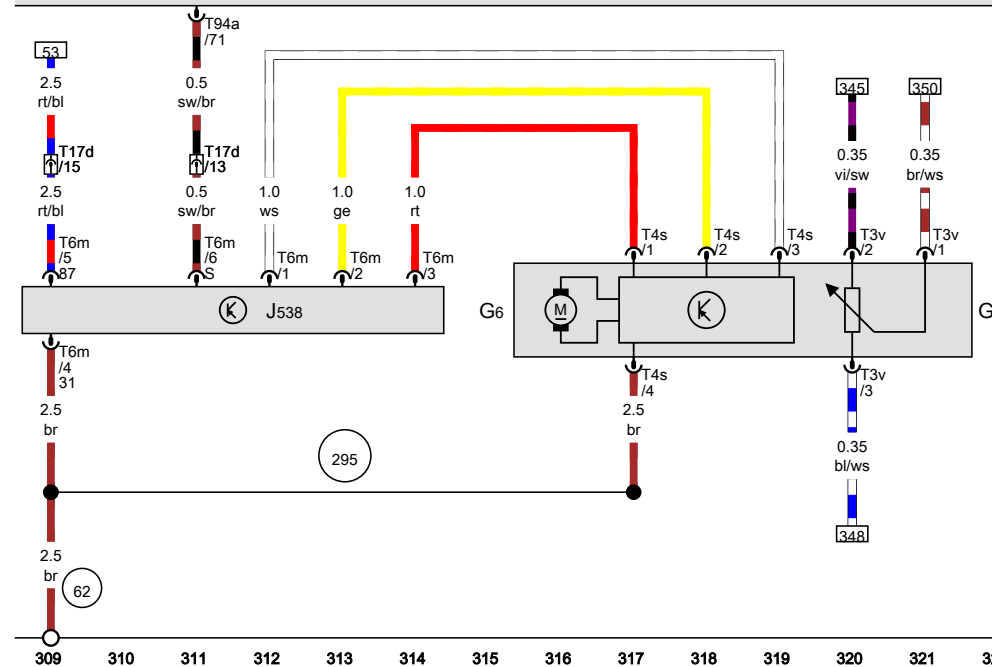 T94a
/71
53
345
350
2.5
rt/bl
0.5
sw/br
0.35
vi/sw
0.35
br/ws
T17d
/15
T17d
/13
2.5
rt/bl
0.5
sw/br
1.0
ws
1.0
ge
1.0
rt
T6m
/5
87
T6m
/6
S
T6m
/1
T6m
/2
T6m
/3
T4s
/1
T4s
/2
T4s
/3
T3v
/2
T3v
/1
J538
G6
M
G
T6m
/4
31
T4s
/4
T3v
/3
2.5
br
2.5
br
295
0.35
bl/ws
348
2.5
br
62
309 310 311 312 313 314 315 316 317 318 319 320 321